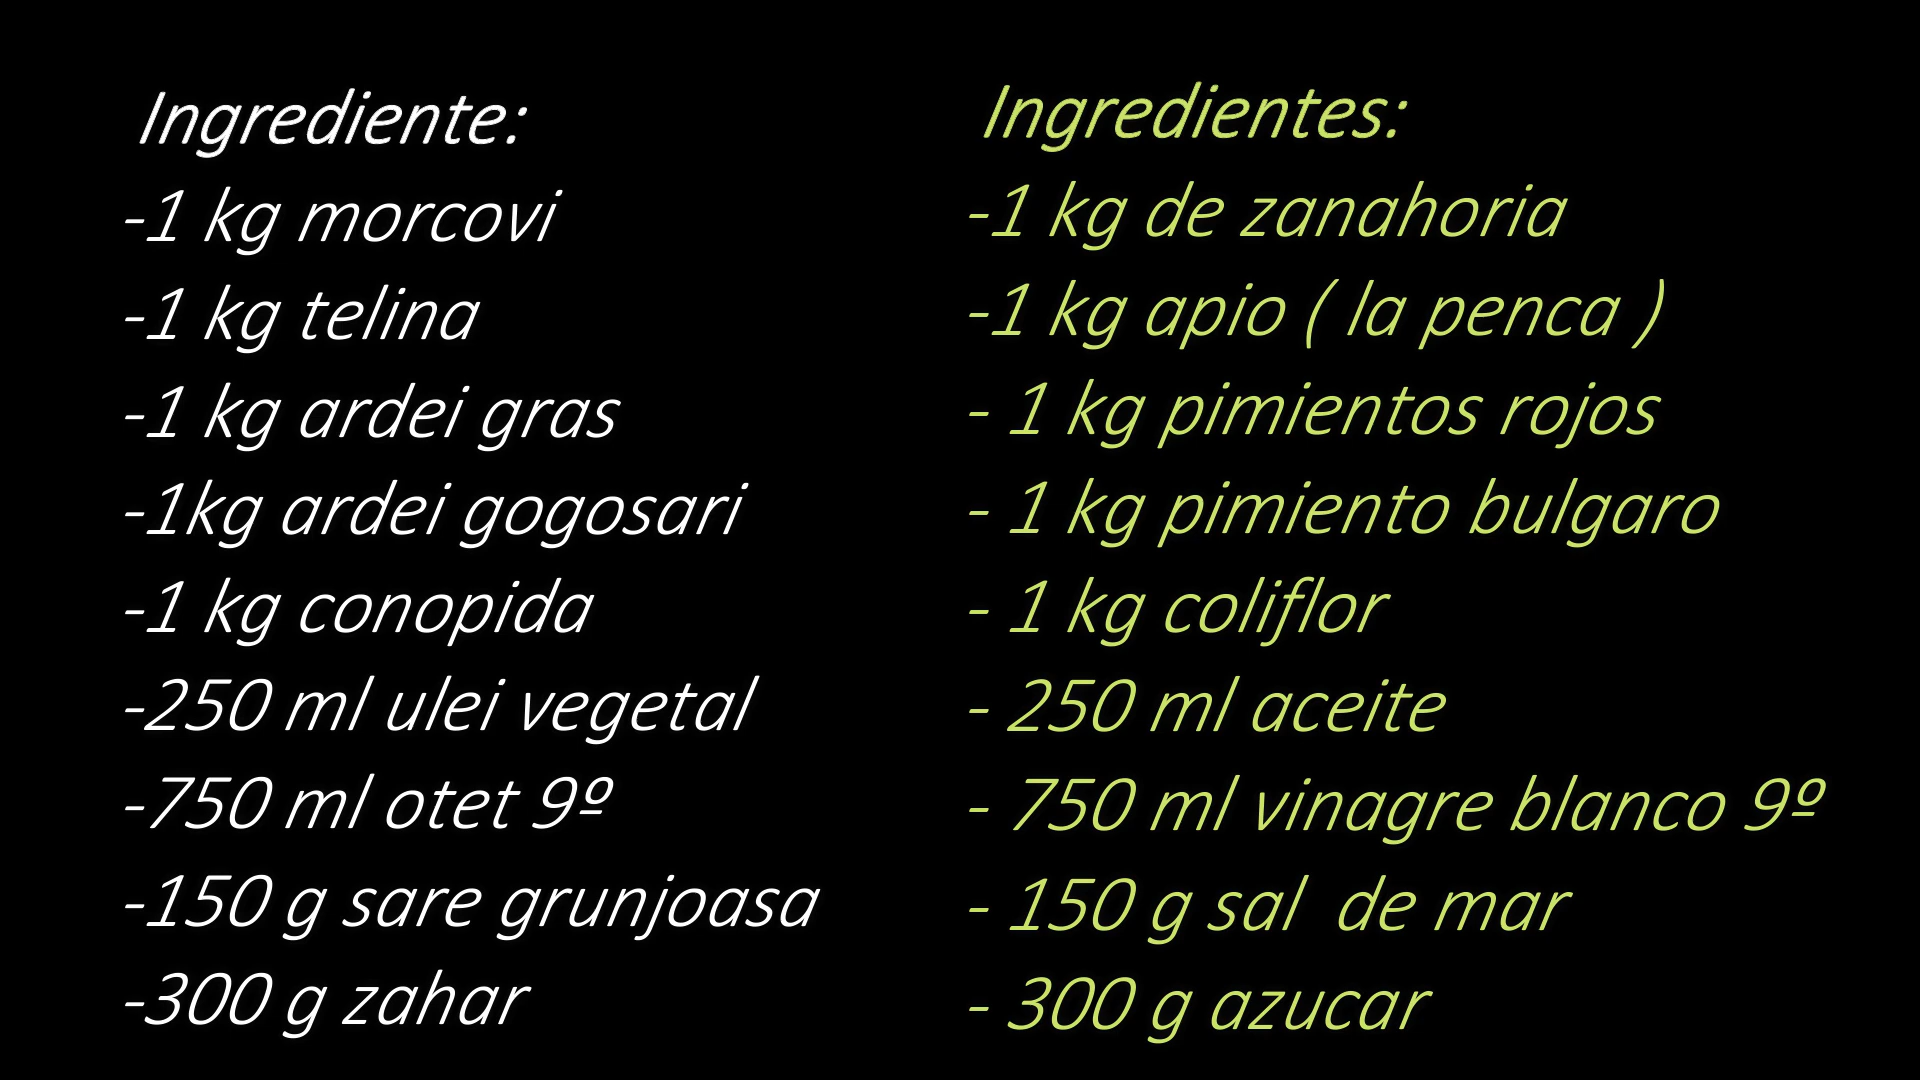 Ingrediente:
-1 kg morcovi
-1 kg telina
-1 kg ardei gras
-1kg ardei gogosari
-1 kg conopida
-250 ml ulei vegetal
-750 ml otet 9º
-150 g sare grunjoasa
-300 g zahar
Ingredientes:
-1 kg de zanahoria
-1 kg apio ( la penca )
- 1 kg pimientos rojos
- 1 kg pimiento bulgaro
- 1 kg coliflor
- 250 ml aceite
- 750 ml vinagre blanco 9º
- 150 g sal  de mar
- 300 g azucar